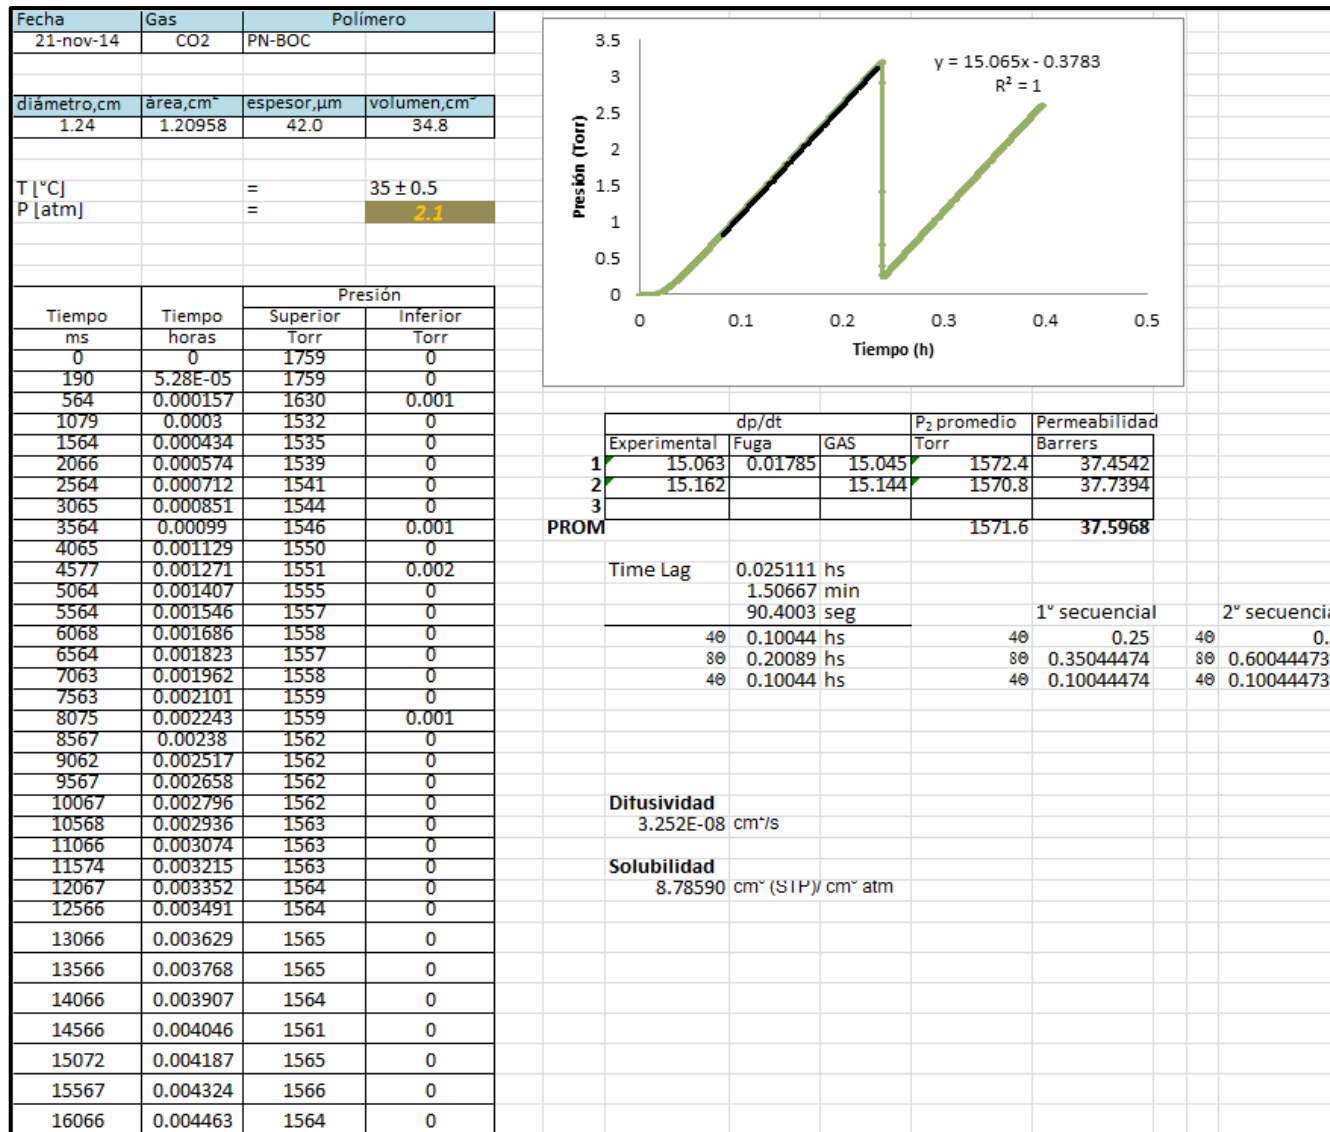 Fecha Gas Polímero
21-nov-14 CO2 PN-BOC
diámetro,cm área,cm² espesor,µm volumen,cm³
1.24 1.20958 42.0 34.8
T [°C] = 35 ± 0.5
P [atm] = 2.1
Presión
Tiempo Tiempo Superior Inferior
ms horas Torr Torr
0 0 1759 0
190 5.28E-05 1759 0
564 0.000157 1630 0.001
1079 0.0003 1532 0
1564 0.000434 1535 0
2066 0.000574 1539 0
2564 0.000712 1541 0
3065 0.000851 1544 0
3564 0.00099 1546 0.001
4065 0.001129 1550 0
4577 0.001271 1551 0.002
5064 0.001407 1555 0
5564 0.001546 1557 0
6068 0.001686 1558 0
6564 0.001823 1557 0
7063 0.001962 1558 0
7563 0.002101 1559 0
8075 0.002243 1559 0.001
8567 0.00238 1562 0
9062 0.002517 1562 0
9567 0.002658 1562 0
10067 0.002796 1562 0
10568 0.002936 1563 0
11066 0.003074 1563 0
11574 0.003215 1563 0
12067 0.003352 1564 0
12566 0.003491 1564 0
13066 0.003629 1565 0
13566 0.003768 1565 0
14066 0.003907 1564 0
14566 0.004046 1561 0
15072 0.004187 1565 0
15567 0.004324 1566 0
16066 0.004463 1564 0
Presión (Torr)
3.5
3
2.5
2
1.5
1
0.5
0
0 0.1 0.2 0.3 0.4 0.5
Tiempo (h)
y = 15.065x - 0.3783
R² = 1
dp/dt P₂ promedio Permeabilidad
Experimental Fuga GAS Torr Barrers
1 15.063 0.01785 15.045 1572.4 37.4542
2 15.162 15.144 1570.8 37.7394
3
PROM 1571.6 37.5968
Time Lag 0.025111 hs
1.50667 min
90.4003 seg 1° secuencial 2° secuencia
4θ 0.10044 hs 4θ 0.25 4θ 0.
8θ 0.20089 hs 8θ 0.35044474 8θ 0.60044473
4θ 0.10044 hs 4θ 0.10044474 4θ 0.10044473
Difusividad
3.252E-08 cm²/s
Solubilidad
8.78590 cm³ (STP)/ cm³ atm